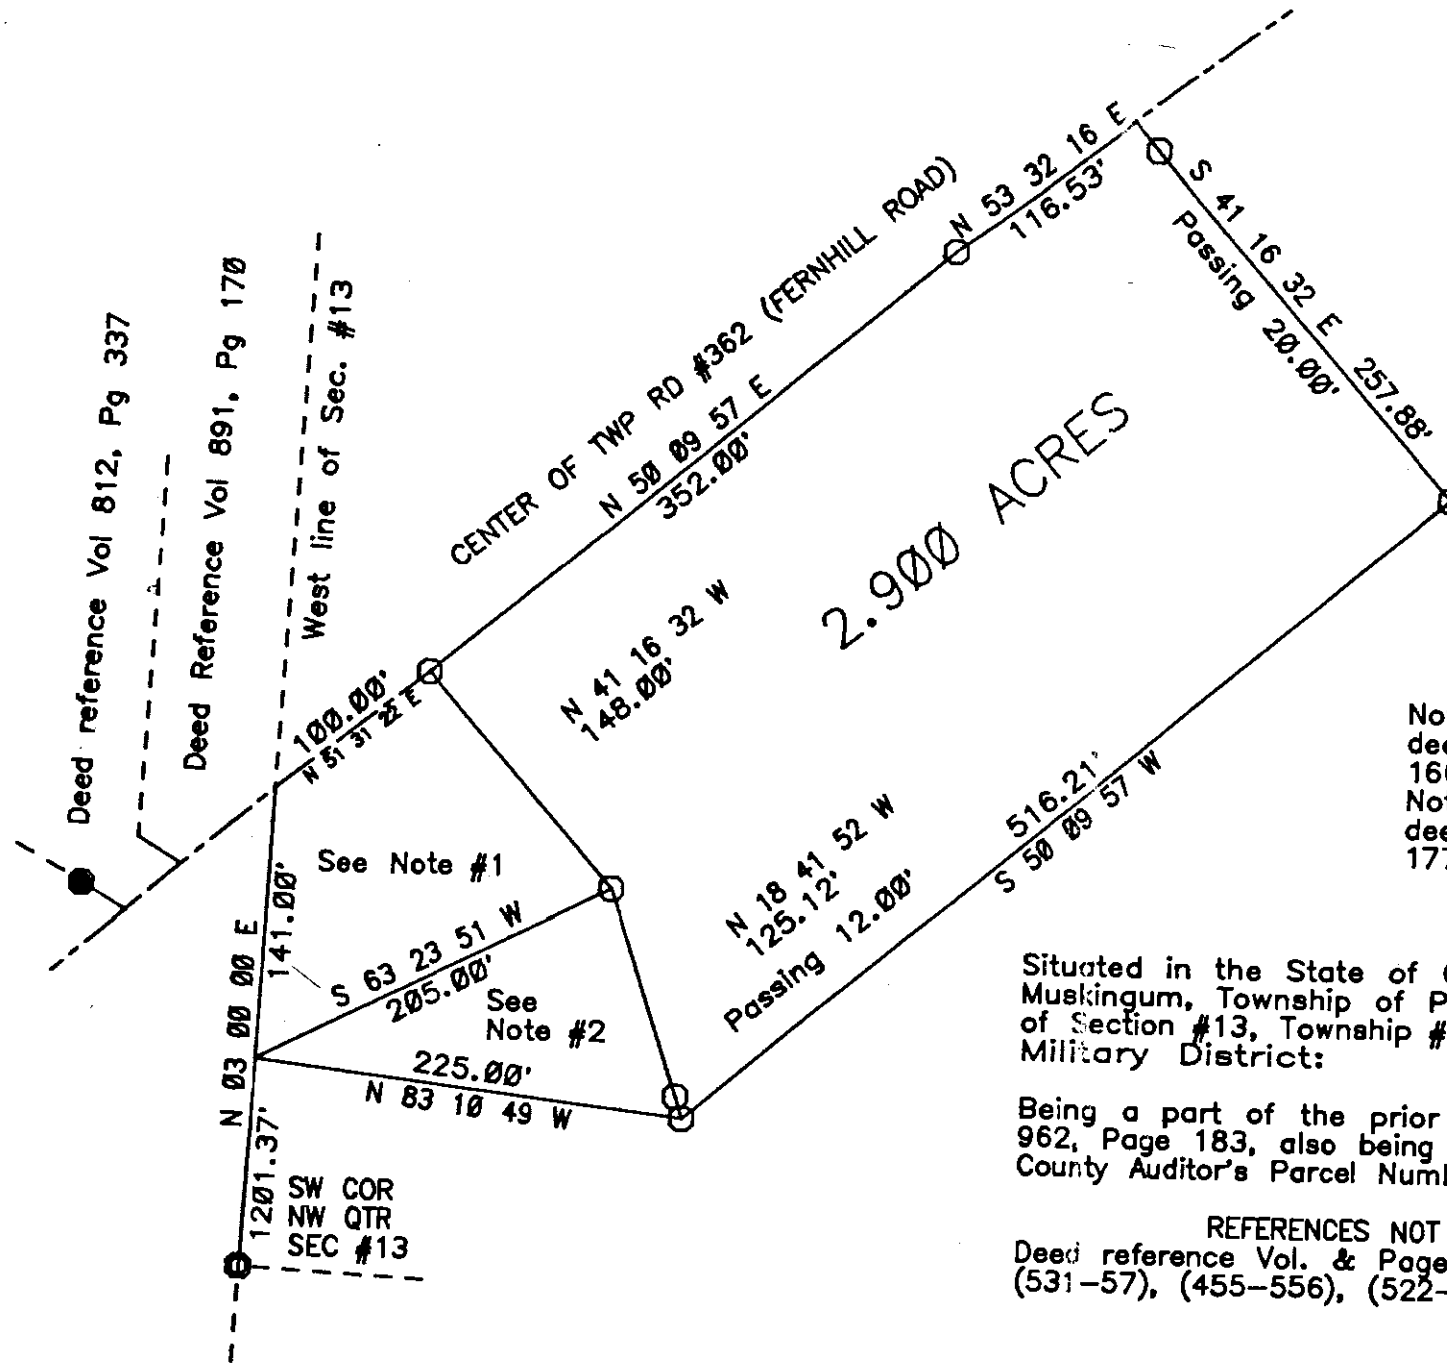 Deed reference Vol 812, Pg 337
Deed Reference Vol 891, Pg 170
West line of Sec. #13
CENTER OF TWP RD #362 (FERNHILL ROAD)
N 53 32 16 E
116.53'
S 41 16 32 E 257.88'
Passing 20.00'
N 50 09 57 E
352.00'
2.900 ACRES
100.00'
N 51 31 22 E
N 41 16 32 W
148.00'
516.21'
S 50 09 57 W
N 18 41 52 W
125.12'
Passing 12.00'
See Note #1
141.00'
N 03 00 00 E
S 63 23 51 W
205.00'
See
Note #2
225.00'
N 83 10 49 W
1201.37'
SW COR
NW QTR
SEC #13
Situated in the State of
Muskingum, Township of
of Section #13, Township #
Military District:
Being a part of the prior
962, Page 183, also being
County Auditor's Parcel
REFERENCES NOT
Deed reference Vol. & Page
(531-57), (455-556), (522-